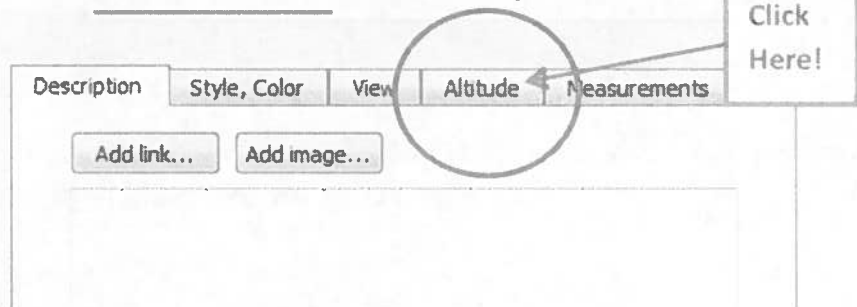 Click
Here!
Description Style, Color View Altitude Measurements
Add link... Add image...